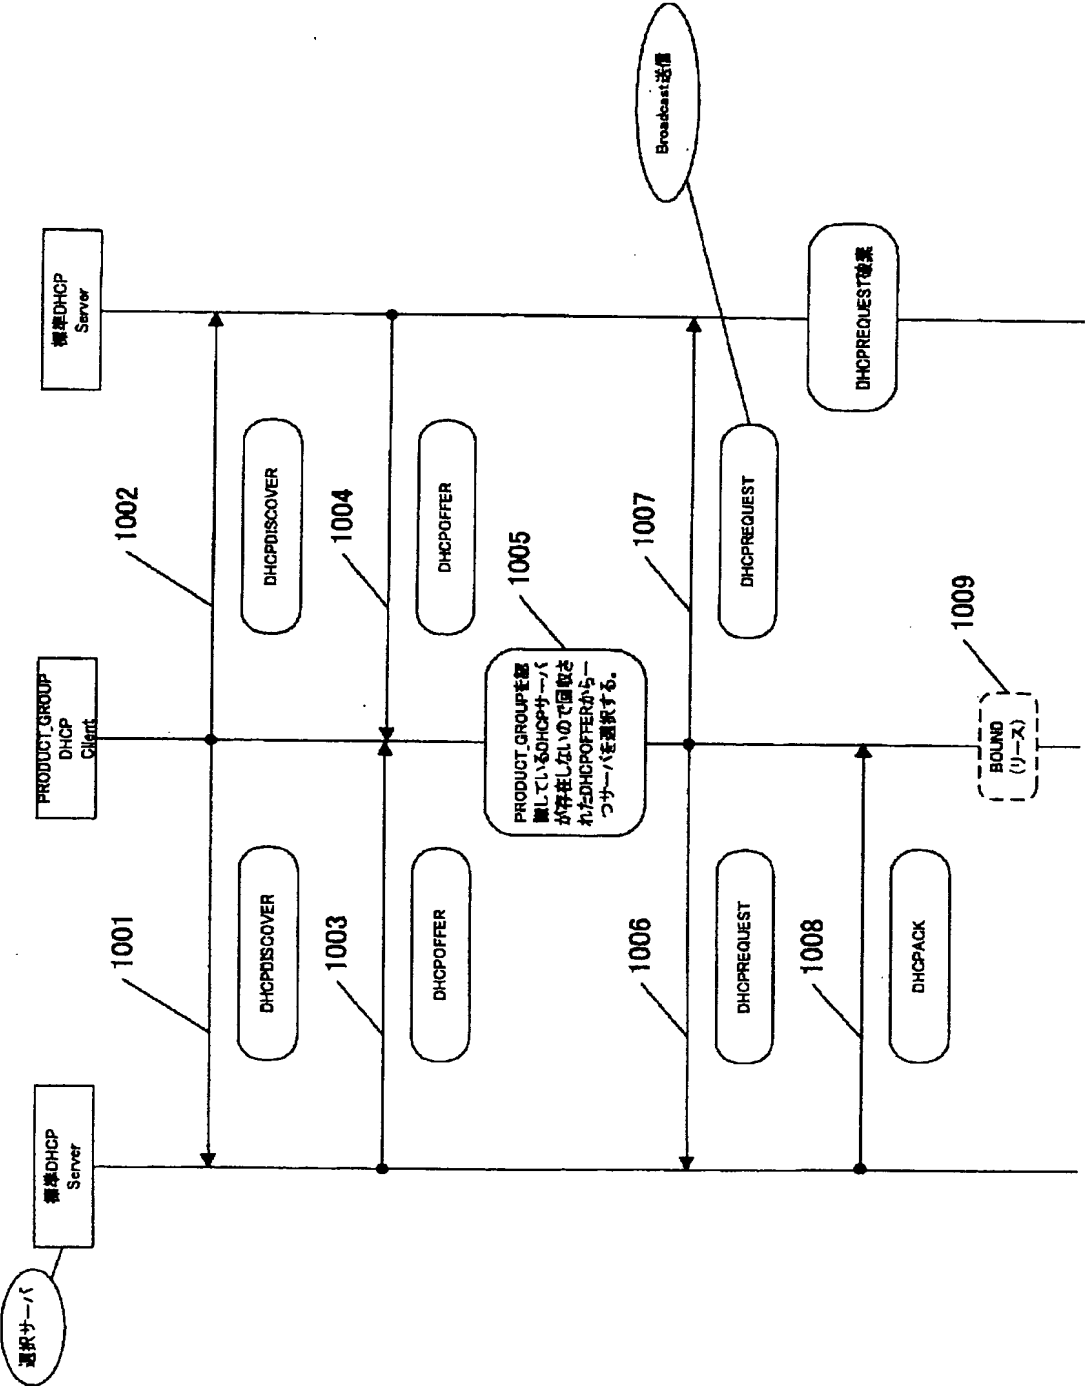 選択サーバ
標準DHCP
Server
PRODUCT_GROUP
DHCP
Client
標準DHCP
Server
1001
DHCPDISCOVER
1002
DHCPDISCOVER
1003
DHCPOFFER
1004
DHCPOFFER
1005
PRODUCT_GROUPを認
識しているDHCPサーバ
が存在しないので回収さ
れたDHCPOFFERから一
つサーバを選択する。
1006
DHCPREQUEST
1007
DHCPREQUEST
Broadcast送信
1008
DHCPACK
DHCPREQUEST破棄
1009
BOUND
(リース)